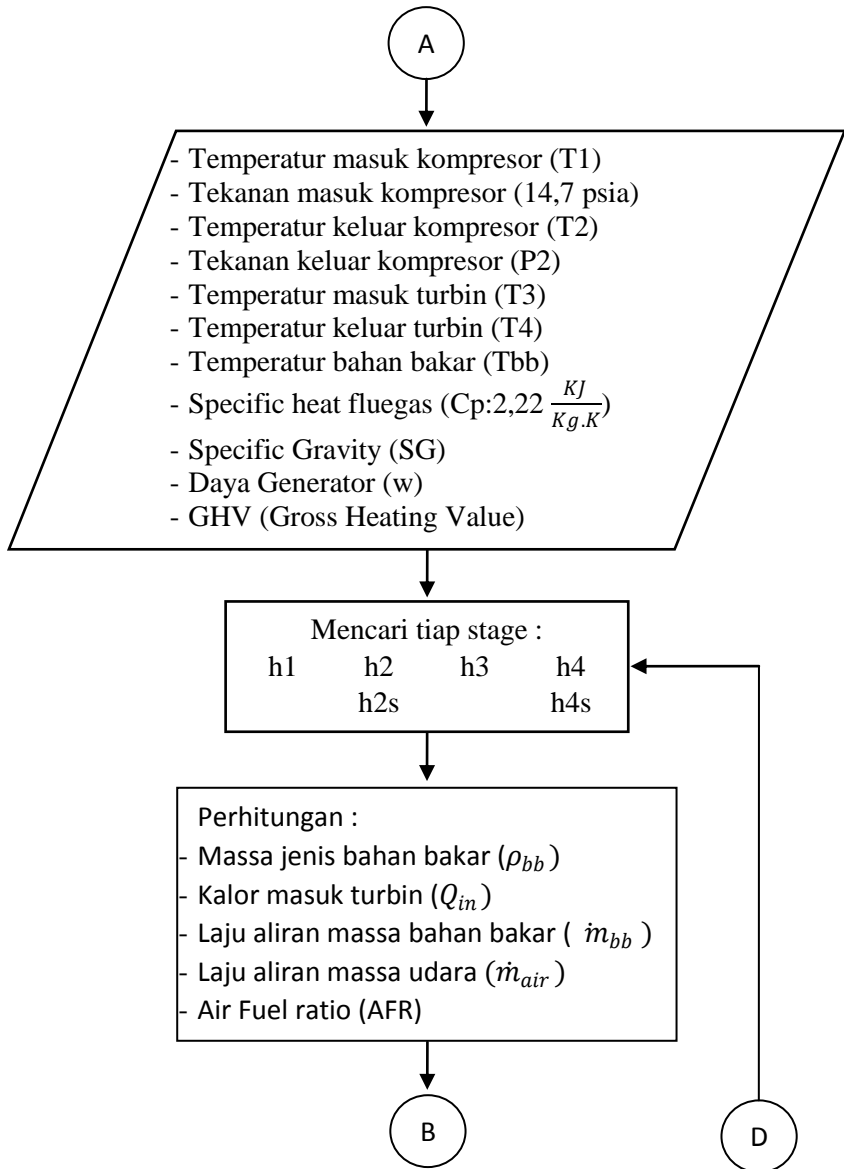 A
- Temperatur masuk kompresor (T1)
- Tekanan masuk kompresor (14,7 psia)
- Temperatur keluar kompresor (T2)
- Tekanan keluar kompresor (P2)
- Temperatur masuk turbin (T3)
- Temperatur keluar turbin (T4)
- Temperatur bahan bakar (Tbb)
- Specific heat fluegas (Cp:2,22 KJ/Kg.K)
- Specific Gravity (SG)
- Daya Generator (w)
- GHV (Gross Heating Value)
Mencari tiap stage :
h1 h2 h3 h4
h2s h4s
Perhitungan :
- Massa jenis bahan bakar (ρ_bb)
- Kalor masuk turbin (Q_in)
- Laju aliran massa bahan bakar ( ṁ_bb )
- Laju aliran massa udara (ṁ_air)
- Air Fuel ratio (AFR)
B
D